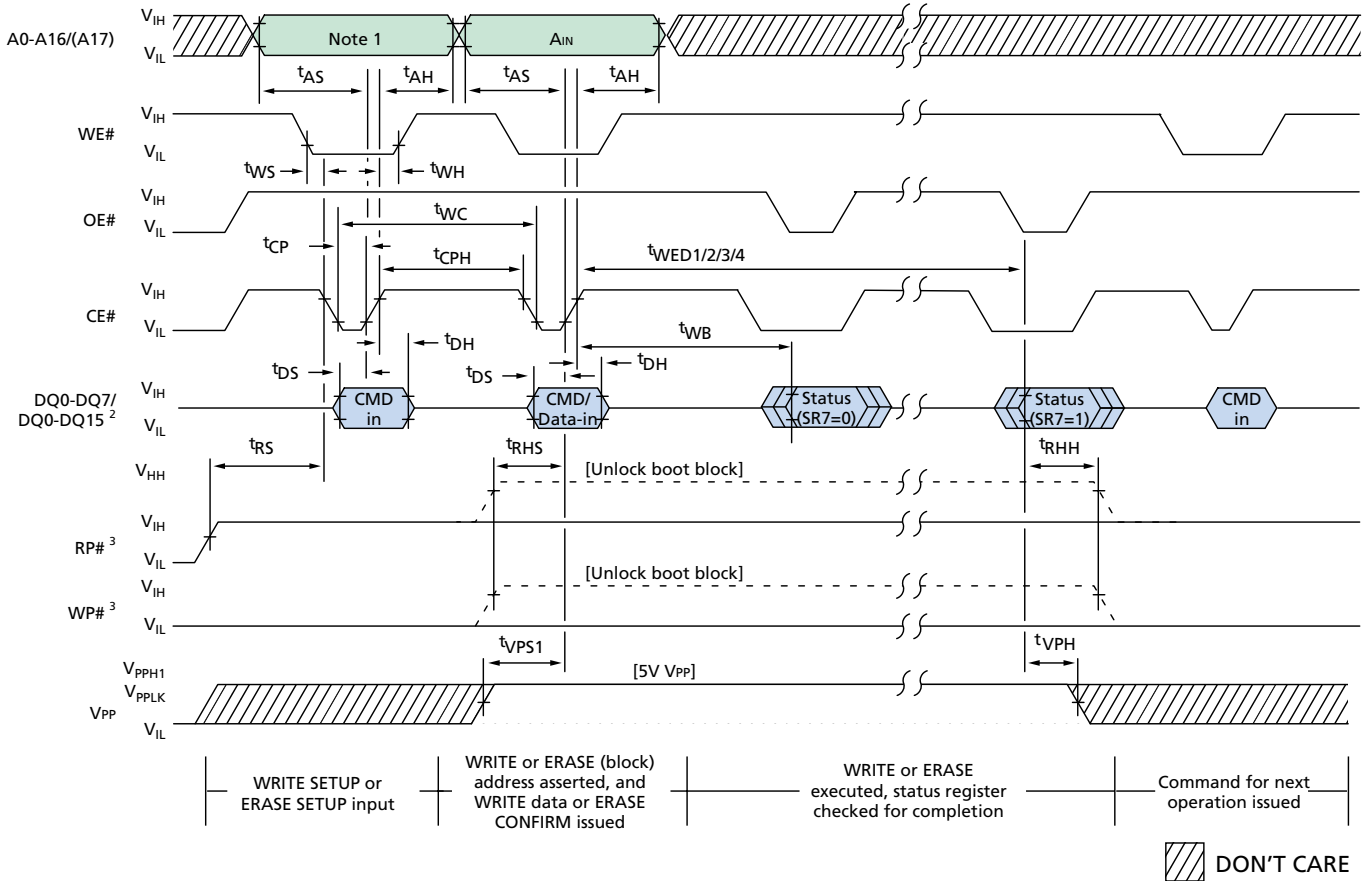 A0-A16/(A17)
VIH
VIL
Note 1
AIN
tAS
tAH
tAS
tAH
WE#
VIH
VIL
tWS
tWH
OE#
VIH
VIL
tWC
tCP
tCPH
tWED1/2/3/4
CE#
VIH
VIL
tWB
tDH
tDS
tDH
tDS
DQ0-DQ7/
DQ0-DQ15 2
VIH
VIL
CMD
in
CMD/
Data-in
Status
(SR7=0)
Status
(SR7=1)
CMD
in
tRS
tRHS
tRHH
VHH
[Unlock boot block]
VIH
RP# 3
VIL
VIH
[Unlock boot block]
WP# 3
VIL
tVPS1
tVPH
VPPH1
[5V VPP]
VPPLK
VPP
VIL
WRITE SETUP or
ERASE SETUP input
WRITE or ERASE (block)
address asserted, and
WRITE data or ERASE
CONFIRM issued
WRITE or ERASE
executed, status register
checked for completion
Command for next
operation issued
DON'T CARE